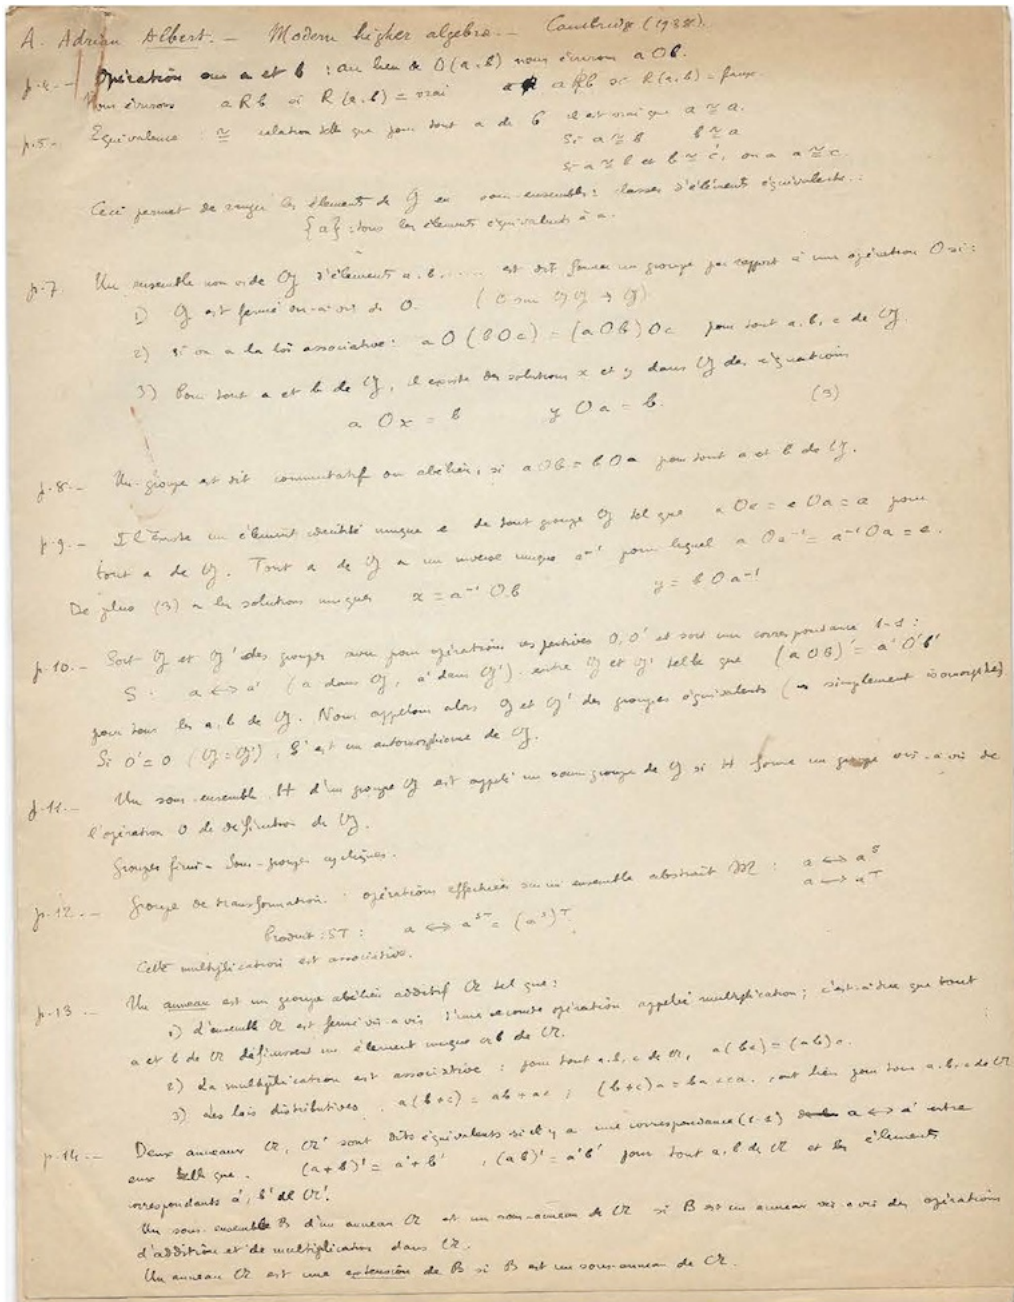 A. Adrian Albert. — Modern higher algebra. — Cambridge (1938).
p.4. — Opération sur a et b : au lieu de O(a,b) nous écrivons a O b.
Nous écrivons a R b si R(a,b) = vrai a R b si R(a,b) = faux.
p.5. — Equivalence : ≅ relation telle que pour tout a de G il est vrai que a ≅ a.
Si a ≅ b b ≅ a
Si a ≅ b et b ≅ c, on a a ≅ c.
Ceci permet de ranger les éléments de G en sous-ensembles : classes d'éléments équivalents.
{a} : tous les éléments équivalents à a.
p.7. Un ensemble non vide G d'éléments a, b, ...... est dit former un groupe par rapport à une opération O si :
1) G est fermé vis-à-vis de O. (O sur G G → G)
2) si on a la loi associative : a O (b O c) = (a O b) O c pour tout a, b, c de G.
3) Pour tout a et b de G, il existe des solutions x et y dans G des équations
a O x = b y O a = b. (3)
p.8. — Un groupe est dit commutatif ou abélien, si a O b = b O a pour tout a et b de G.
p.9. — Il existe un élément identité unique e de tout groupe G tel que a O e = e O a = a pour
tout a de G. Tout a de G a un inverse unique a⁻¹ pour lequel a O a⁻¹ = a⁻¹ O a = e.
De plus (3) a les solutions uniques x = a⁻¹ O b y = b O a⁻¹
p.10. — Soit G et G' des groupes avec pour opérations respectives O, O' et soit une correspondance 1-1 :
S . a ⟷ a' (a dans G, a' dans G') entre G et G' telle que (a O b)' = a' O' b'
pour tous les a, b de G. Nous appelons alors G et G' des groupes équivalents (ou simplement isomorphes)
Si O' = O (G = G'), S est un automorphisme de G.
p.11. — Un sous-ensemble H d'un groupe G est appelé un sous-groupe de G si H forme un groupe vis-à-vis de
l'opération O de définition de G.
Groupes finis - Sous-groupes cycliques.
p.12. — Groupe de transformation. opérations effectuées sur un ensemble abstrait M : a ⟷ aˢ
a ⟷ aᵀ
Produit : ST : a ⟷ aˢᵀ = (aˢ)ᵀ
Cette multiplication est associative.
p.13. — Un anneau est un groupe abélien additif A tel que :
1) L'ensemble A est fermé vis-à-vis d'une seconde opération appelée multiplication ; c'est-à-dire que tout
a et b de A définissent un élément unique ab de A.
2) La multiplication est associative : pour tout a, b, c de A, a(bc) = (ab)c.
3) Les lois distributives . a(b+c) = ab + ac ; (b+c)a = ba + ca. ont lieu pour tous a, b, c de A
p.14. — Deux anneaux A, A' sont dits équivalents si il y a une correspondance (1-1) a ⟷ a' entre
eux telle que . (a+b)' = a' + b' , (ab)' = a'b' pour tout a, b de A et les éléments
correspondants a', b' de A'.
Un sous-ensemble B d'un anneau A est un sous-anneau de A si B est un anneau vis-à-vis des opérations
d'addition et de multiplication dans A.
Un anneau A est une extension de B si B est un sous-anneau de A.